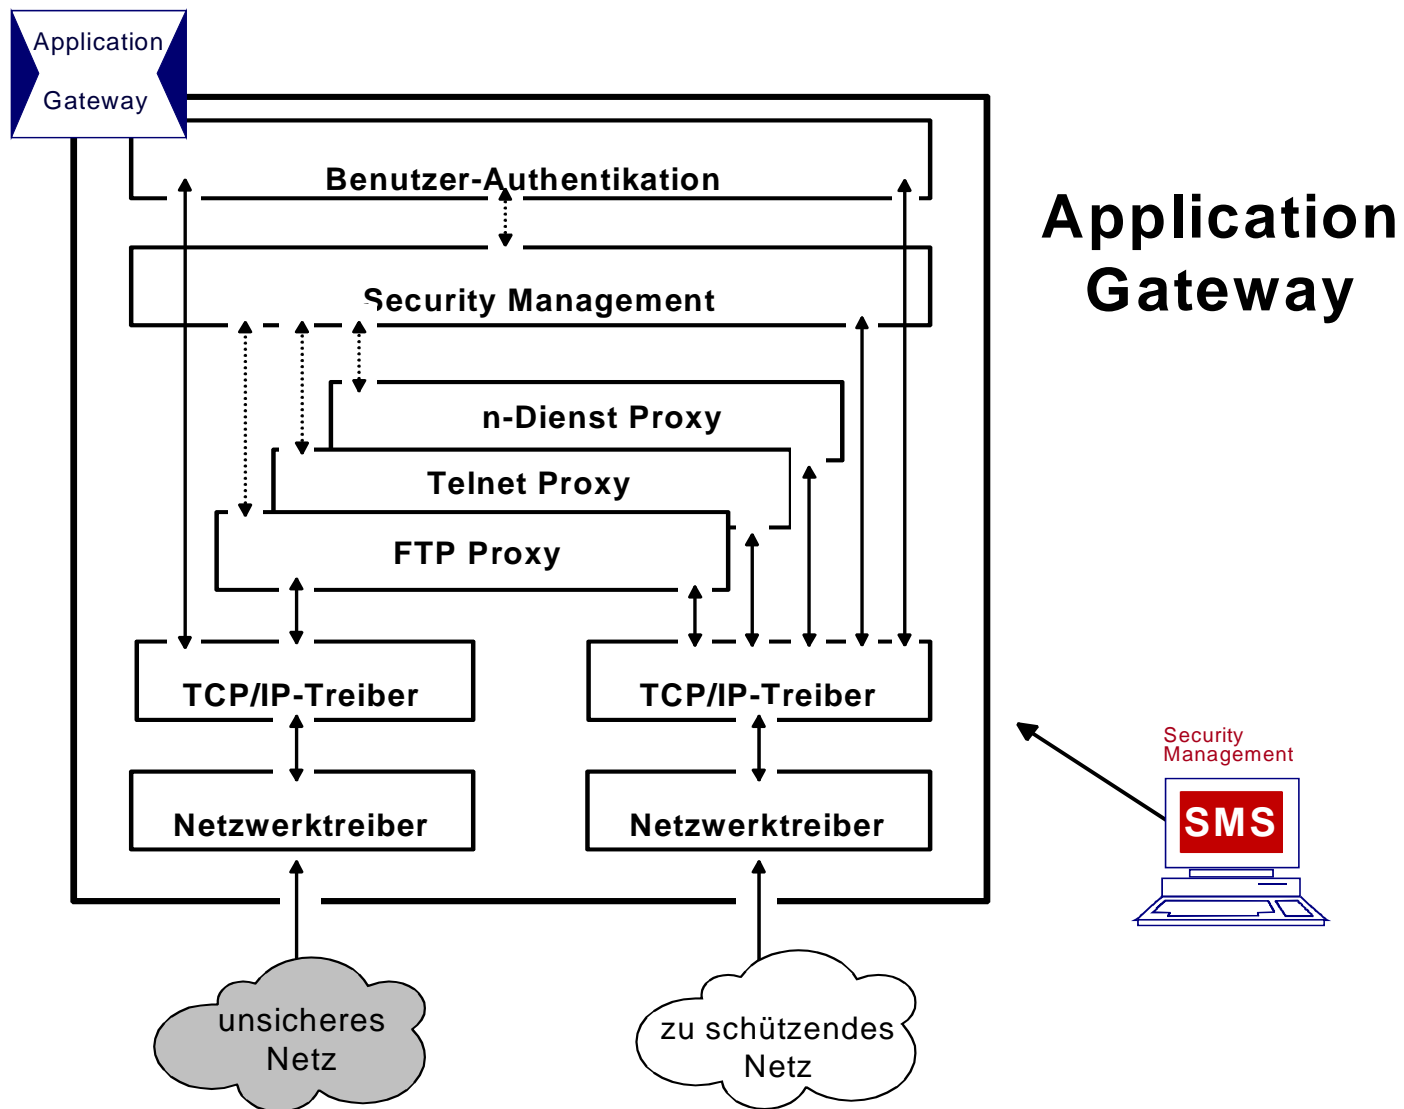 Application
Gateway
Benutzer-Authentikation
Application
Gateway
Security Management
n-Dienst Proxy
Telnet Proxy
FTP Proxy
TCP/IP-Treiber
TCP/IP-Treiber
Security
Management
SMS
Netzwerktreiber
Netzwerktreiber
unsicheres
Netz
zu schützendes
Netz